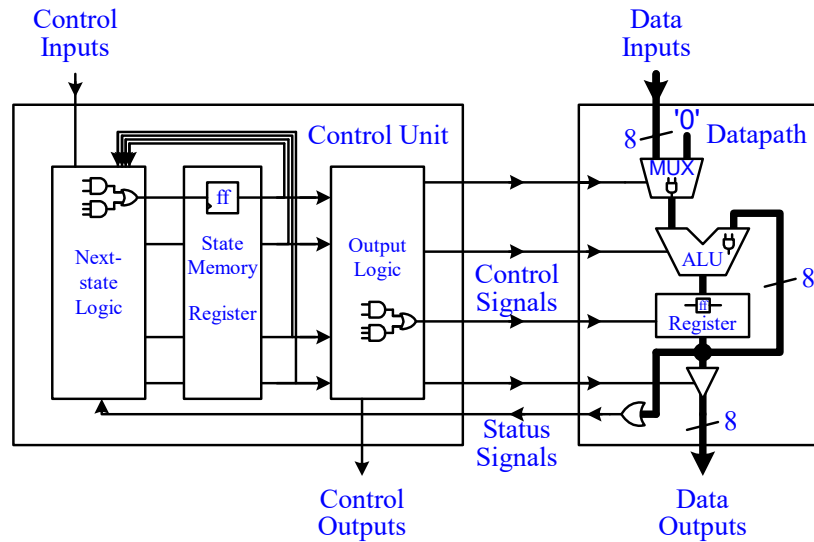 Control
Inputs
Data
Inputs
Control Unit
8
'0'
Datapath
MUX
ff
Next-
state
Logic
State
Memory
Register
Output
Logic
ALU
Control
Signals
8
ff
Register
Status
Signals
8
Control
Outputs
Data
Outputs